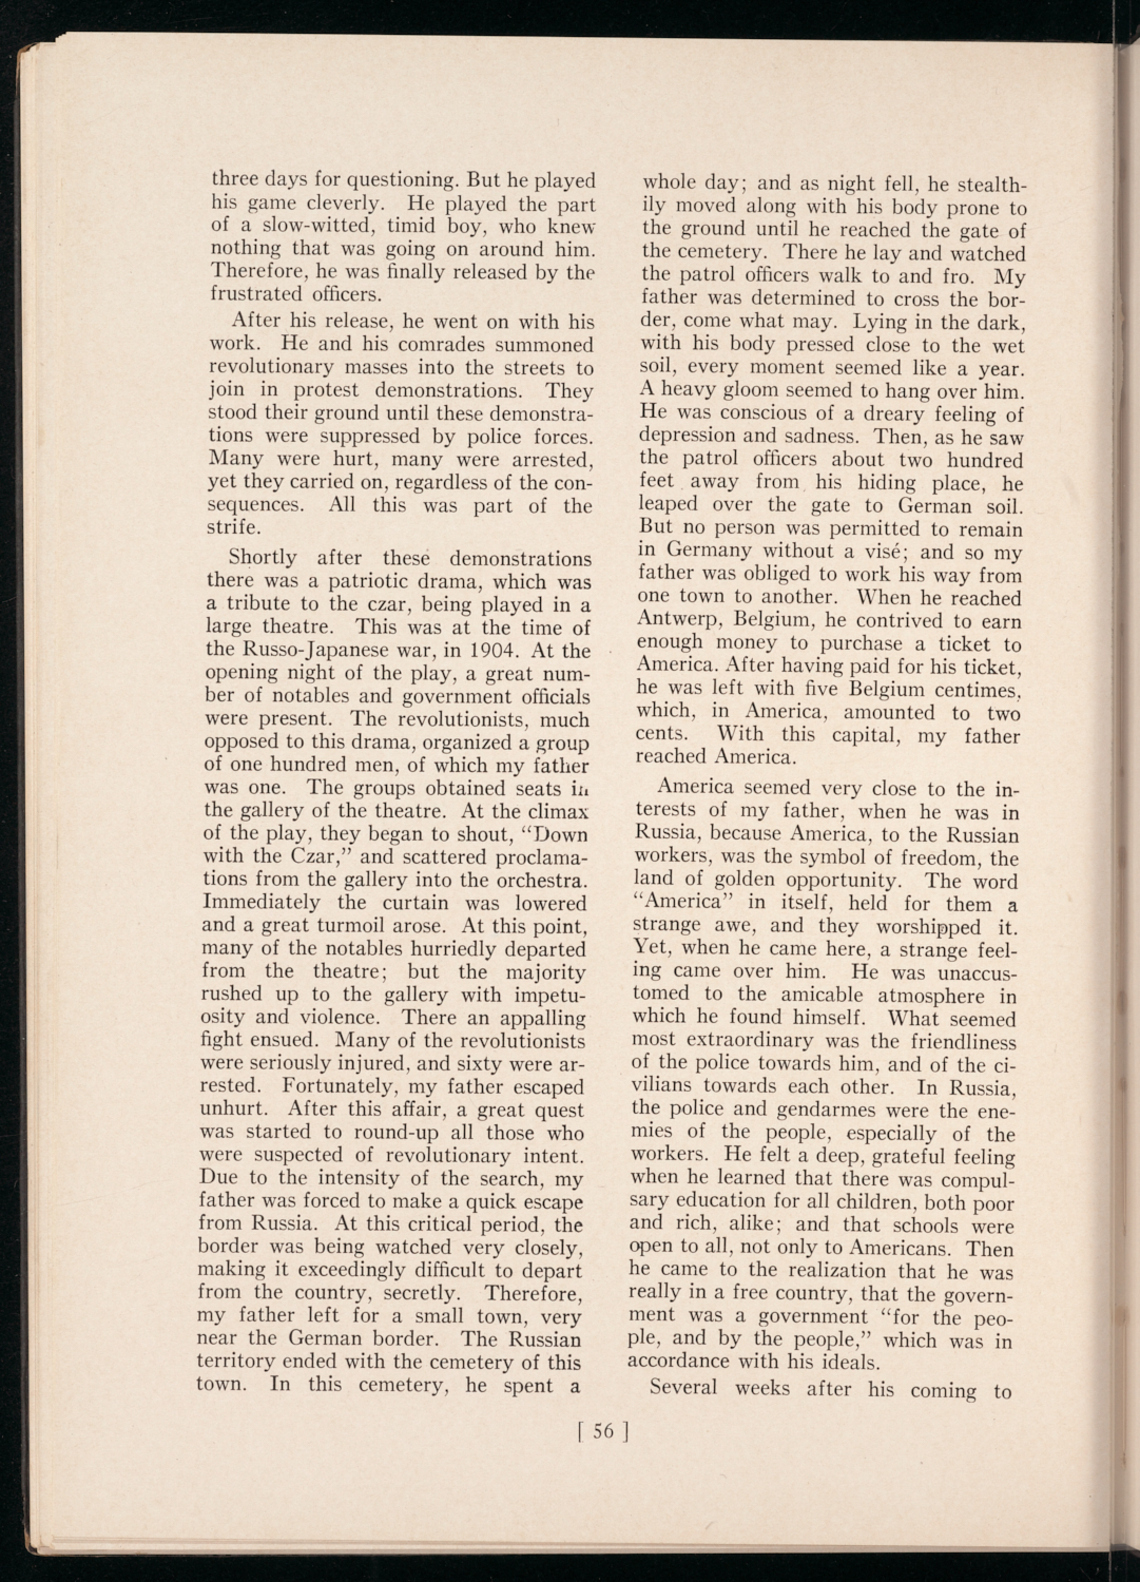 three days for questioning. But he played
his game cleverly. He played the part
of a slow-witted, timid boy, who knew
nothing that was going on around him.
Therefore, he was finally released by the
frustrated officers.
After his release, he went on with his
work. He and his comrades summoned
revolutionary masses into the streets to
join in protest demonstrations. They
stood their ground until these demonstra-
tions were suppressed by police forces.
Many were hurt, many were arrested,
yet they carried on, regardless of the con-
sequences. All this was part of the
strife.
Shortly after these demonstrations
there was a patriotic drama, which was
a tribute to the czar, being played in a
large theatre. This was at the time of
the Russo-Japanese war, in 1904. At the
opening night of the play, a great num-
ber of notables and government officials
were present. The revolutionists, much
opposed to this drama, organized a group
of one hundred men, of which my father
was one. The groups obtained seats in
the gallery of the theatre. At the climax
of the play, they began to shout, “Down
with the Czar,” and scattered proclama-
tions from the gallery into the orchestra.
Immediately the curtain was lowered
and a great turmoil arose. At this point,
many of the notables hurriedly departed
from the theatre; but the majority
rushed up to the gallery with impetu-
osity and violence. There an appalling
fight ensued. Many of the revolutionists
were seriously injured, and sixty were ar-
rested. Fortunately, my father escaped
unhurt. After this affair, a great quest
was started to round-up all those who
were suspected of revolutionary intent.
Due to the intensity of the search, my
father was forced to make a quick escape
from Russia. At this critical period, the
border was being watched very closely,
making it exceedingly difficult to depart
from the country, secretly. Therefore,
my father left for a small town, very
near the German border. The Russian
territory ended with the cemetery of this
town. In this cemetery, he spent a
whole day; and as night fell, he stealth-
ily moved along with his body prone to
the ground until he reached the gate of
the cemetery. There he lay and watched
the patrol officers walk to and fro. My
father was determined to cross the bor-
der, come what may. Lying in the dark,
with his body pressed close to the wet
soil, every moment seemed like a year.
A heavy gloom seemed to hang over him.
He was conscious of a dreary feeling of
depression and sadness. Then, as he saw
the patrol officers about two hundred
feet away from his hiding place, he
leaped over the gate to German soil.
But no person was permitted to remain
in Germany without a visé; and so my
father was obliged to work his way from
one town to another. When he reached
Antwerp, Belgium, he contrived to earn
enough money to purchase a ticket to
America. After having paid for his ticket,
he was left with five Belgium centimes,
which, in America, amounted to two
cents. With this capital, my father
reached America.
America seemed very close to the in-
terests of my father, when he was in
Russia, because America, to the Russian
workers, was the symbol of freedom, the
land of golden opportunity. The word
“America” in itself, held for them a
strange awe, and they worshipped it.
Yet, when he came here, a strange feel-
ing came over him. He was unaccus-
tomed to the amicable atmosphere in
which he found himself. What seemed
most extraordinary was the friendliness
of the police towards him, and of the ci-
vilians towards each other. In Russia,
the police and gendarmes were the ene-
mies of the people, especially of the
workers. He felt a deep, grateful feeling
when he learned that there was compul-
sary education for all children, both poor
and rich, alike; and that schools were
open to all, not only to Americans. Then
he came to the realization that he was
really in a free country, that the govern-
ment was a government “for the peo-
ple, and by the people,” which was in
accordance with his ideals.
Several weeks after his coming to
[ 56 ]